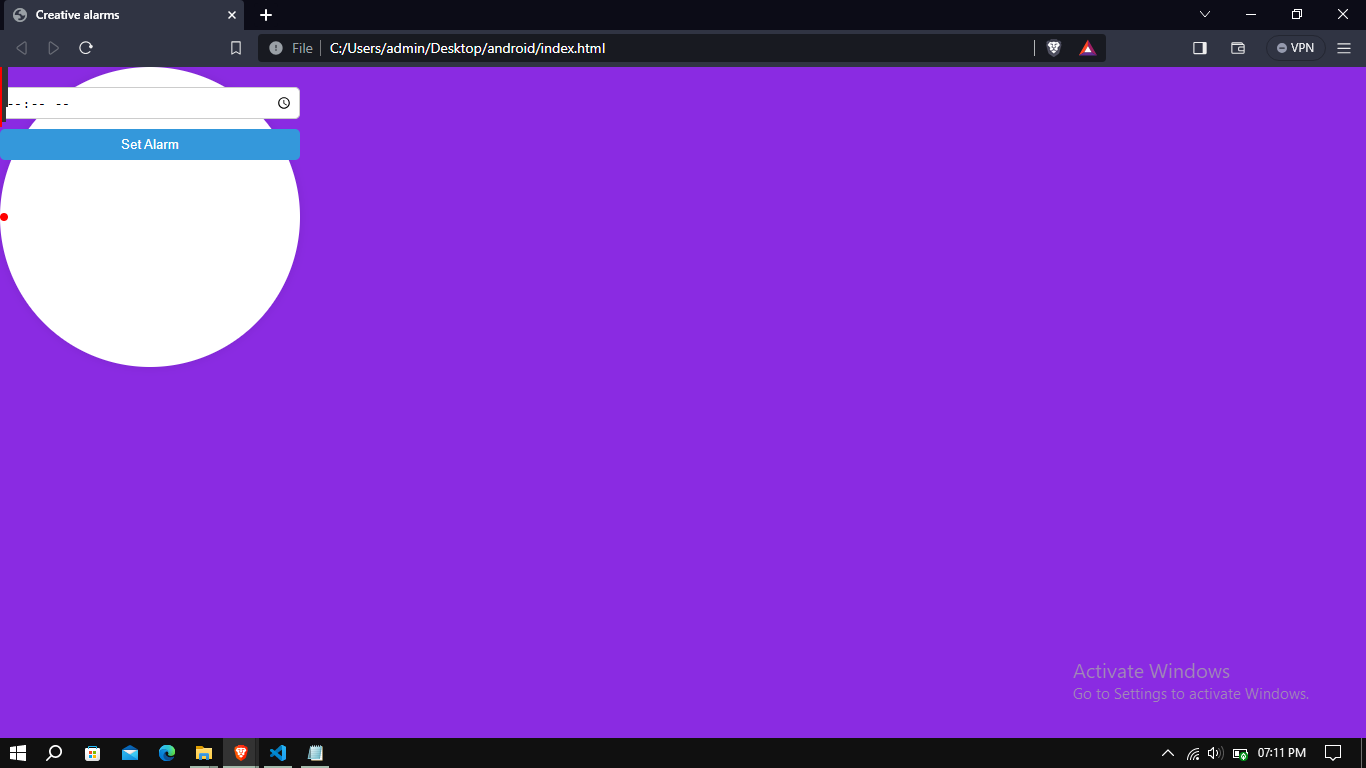 Creative alarms
File
C:/Users/admin/Desktop/android/index.html
VPN
--:-- --
Set Alarm
Activate Windows
Go to Settings to activate Windows.
07:11 PM